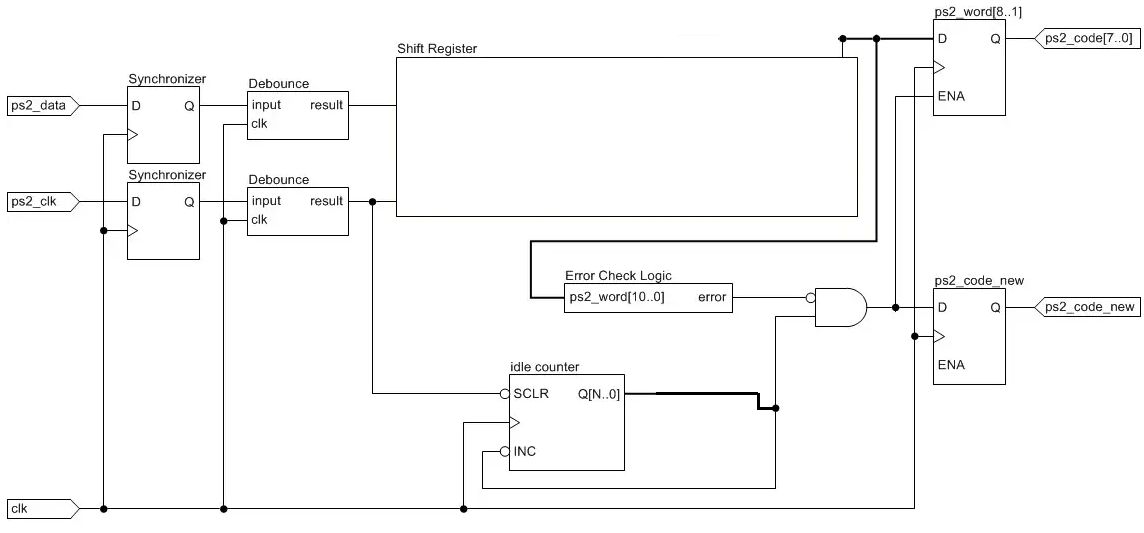 ps2_word[8..1]
D Q
ps2_code[7..0]
ENA
Shift Register
Synchronizer
Debounce
ps2_data
D Q
input result
clk
Synchronizer
Debounce
ps2_clk
D Q
input result
clk
Error Check Logic
ps2_word[10..0] error
ps2_code_new
D Q
ps2_code_new
ENA
idle counter
SCLR Q[N..0]
INC
clk